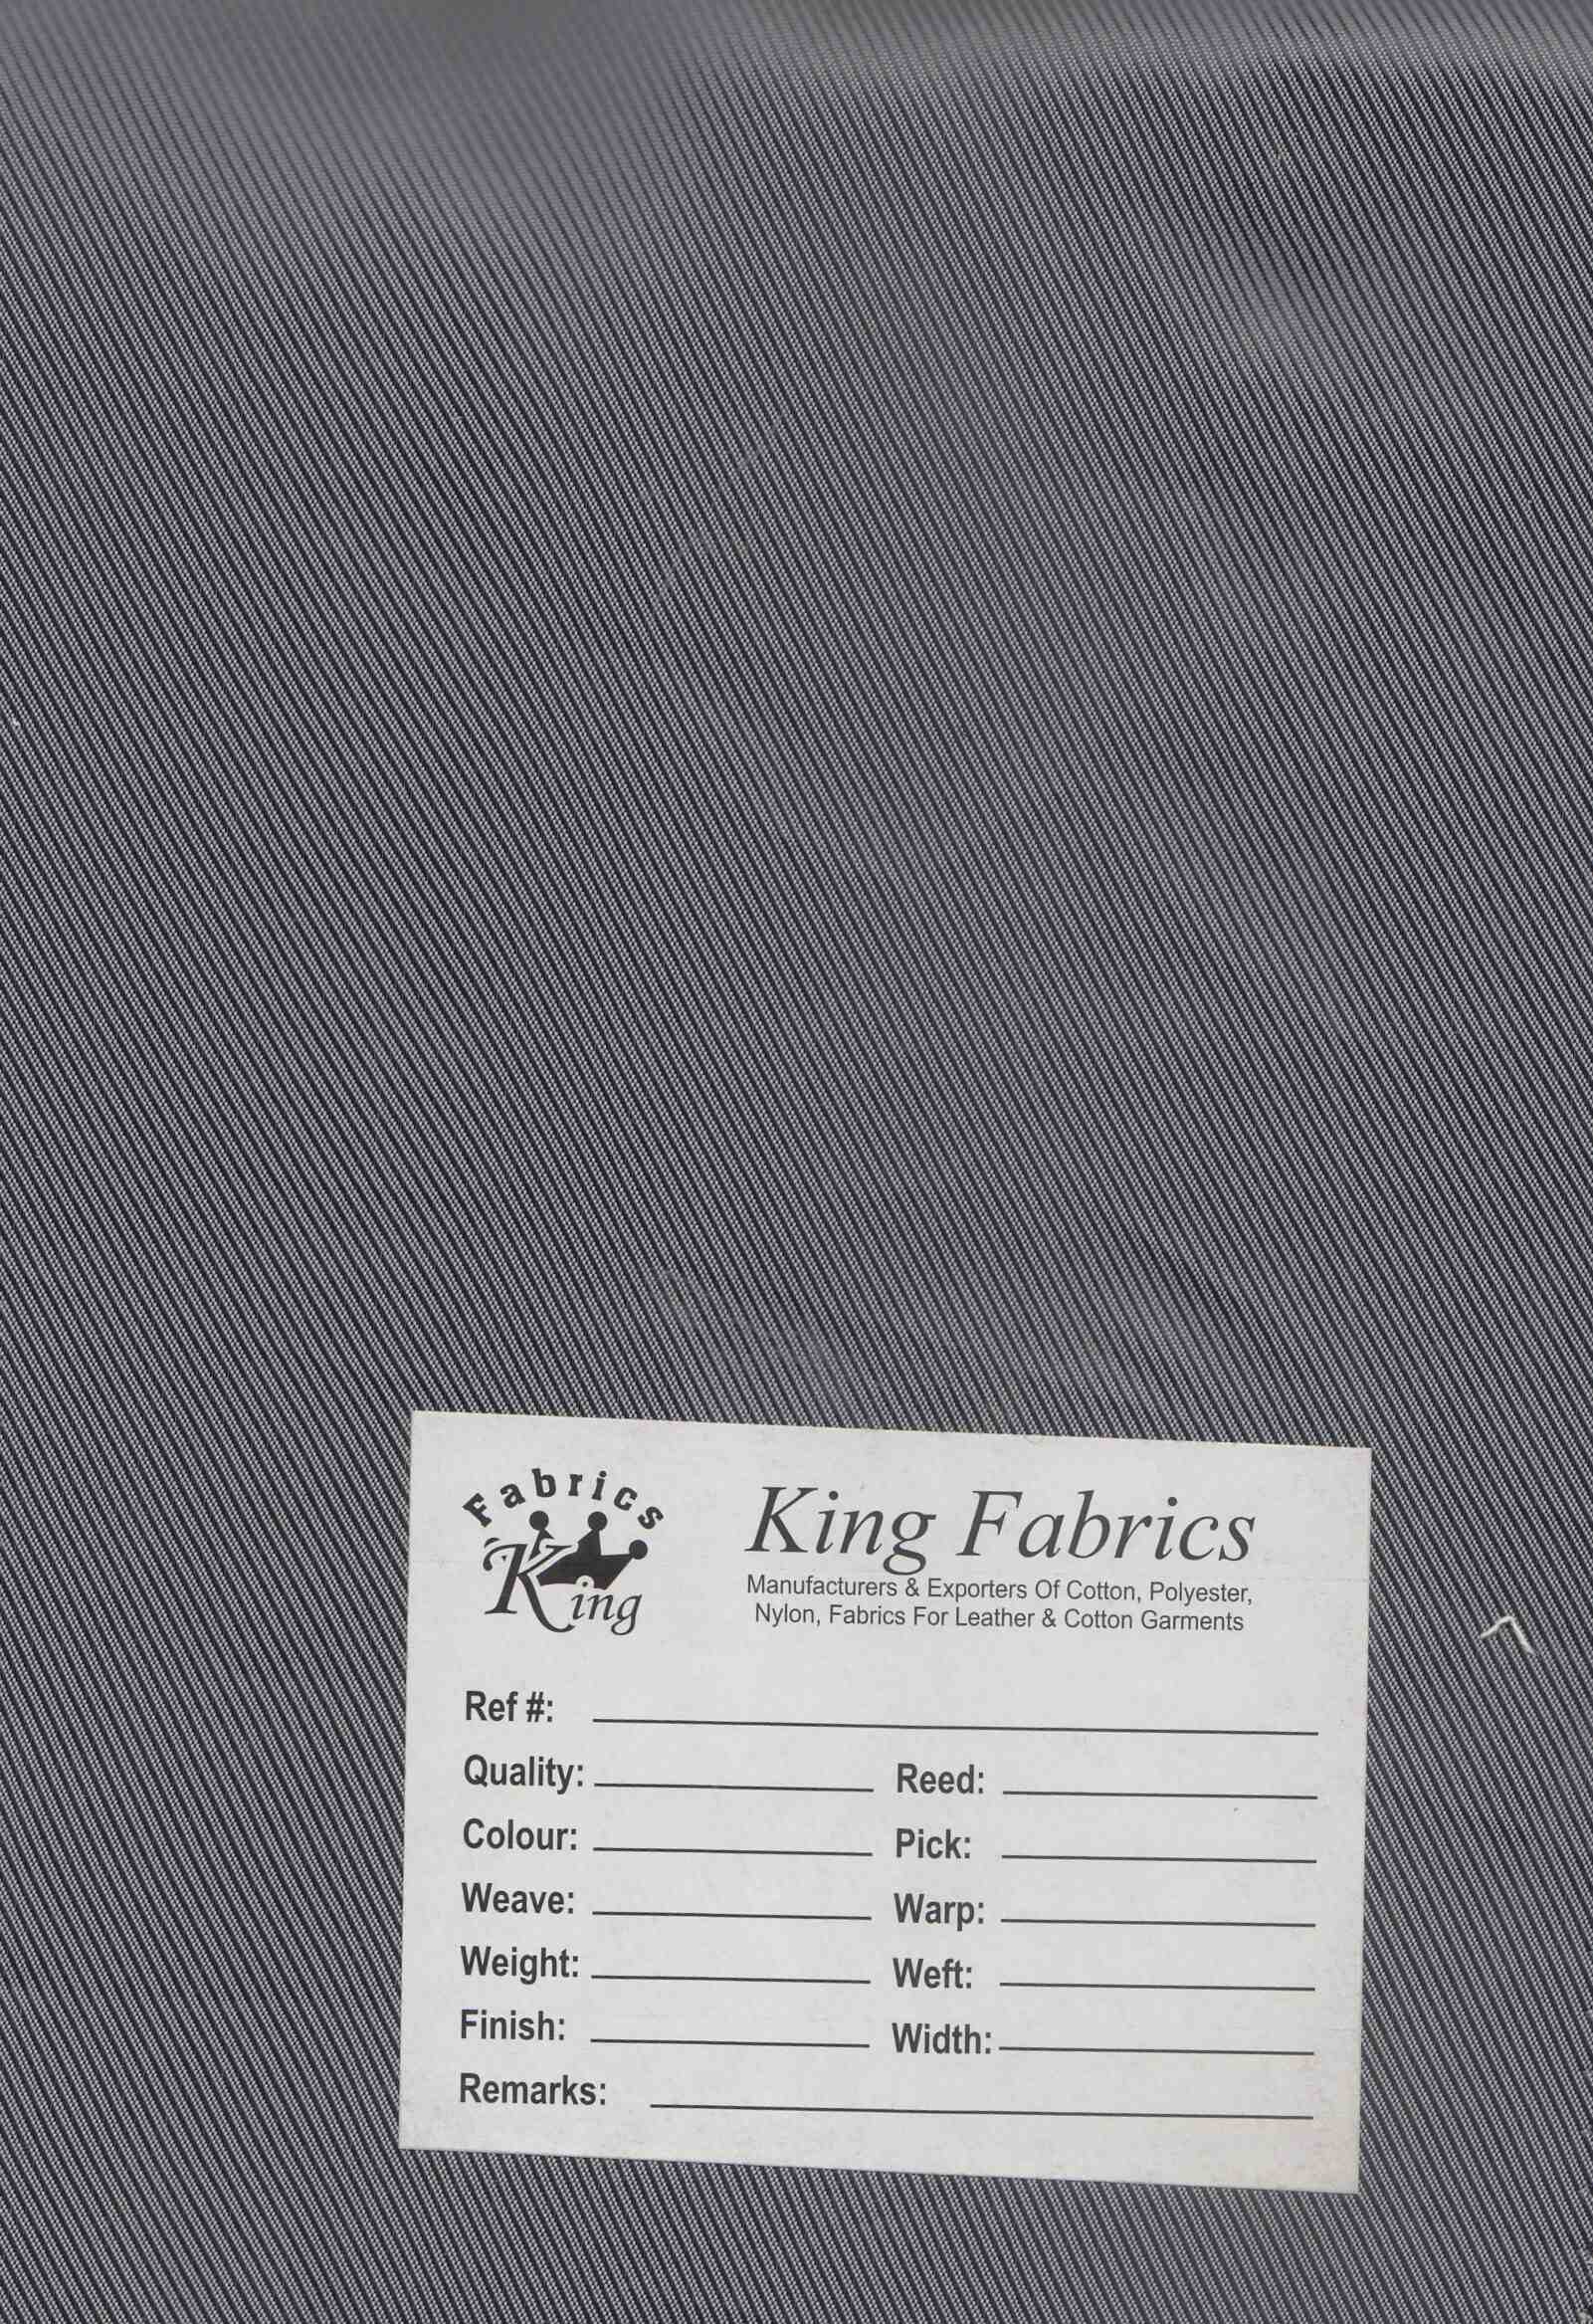 Fabrics
King
King Fabrics
Manufacturers & Exporters Of Cotton, Polyester,
Nylon, Fabrics For Leather & Cotton Garments
Ref #:
Quality: Reed:
Colour: Pick:
Weave: Warp:
Weight: Weft:
Finish: Width:
Remarks: